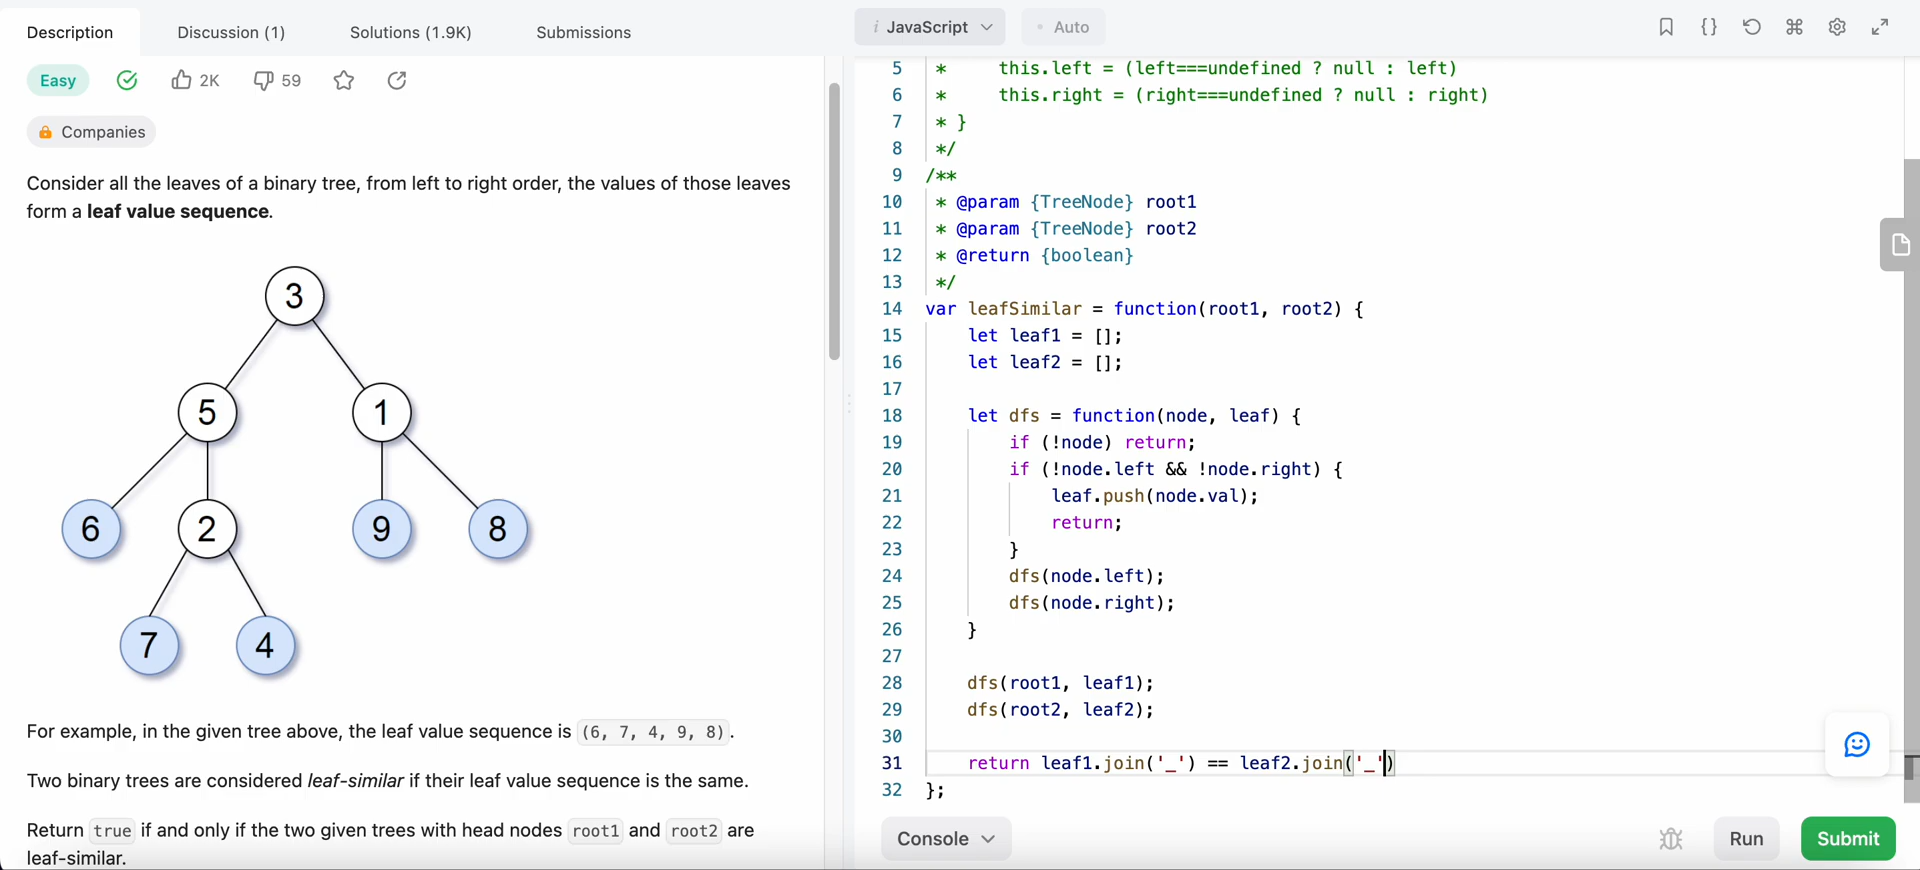 Description
Discussion (1)
Solutions (1.9K)
Submissions
Easy
2K
59
Companies
Consider all the leaves of a binary tree, from left to right order, the values of those leaves
form a leaf value sequence.
3
5
1
6
2
9
8
7
4
For example, in the given tree above, the leaf value sequence is (6, 7, 4, 9, 8).
Two binary trees are considered leaf-similar if their leaf value sequence is the same.
Return true if and only if the two given trees with head nodes root1 and root2 are
leaf-similar.
i JavaScript
Auto
5 *     this.left = (left===undefined ? null : left)
6 *     this.right = (right===undefined ? null : right)
7 * }
8 */
9 /**
10 * @param {TreeNode} root1
11 * @param {TreeNode} root2
12 * @return {boolean}
13 */
14 var leafSimilar = function(root1, root2) {
15     let leaf1 = [];
16     let leaf2 = [];
17
18     let dfs = function(node, leaf) {
19         if (!node) return;
20         if (!node.left && !node.right) {
21             leaf.push(node.val);
22             return;
23         }
24         dfs(node.left);
25         dfs(node.right);
26     }
27
28     dfs(root1, leaf1);
29     dfs(root2, leaf2);
30
31     return leaf1.join('_') == leaf2.join('_')
32 };
Console
Run
Submit